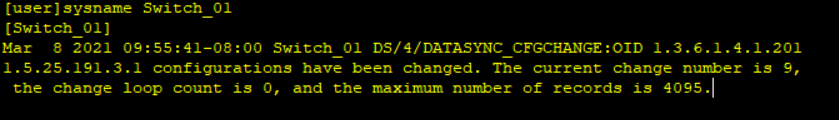 [user]sysname Switch_01
[Switch_01]
Mar  8 2021 09:55:41-08:00 Switch_01 DS/4/DATASYNC_CFGCHANGE:OID 1.3.6.1.4.1.201
1.5.25.191.3.1 configurations have been changed. The current change number is 9,
 the change loop count is 0, and the maximum number of records is 4095.